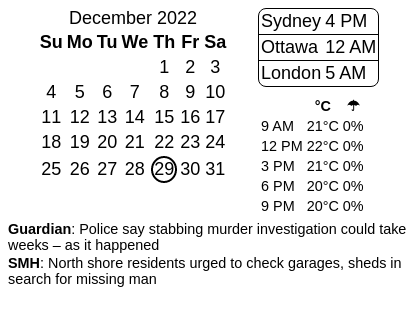 December 2022
Su Mo Tu We Th Fr Sa
1 2 3
4 5 6 7 8 9 10
11 12 13 14 15 16 17
18 19 20 21 22 23 24
25 26 27 28 29 30 31
Sydney 4 PM
Ottawa 12 AM
London 5 AM
°C ☂
9 AM 21°C 0%
12 PM 22°C 0%
3 PM 21°C 0%
6 PM 20°C 0%
9 PM 20°C 0%
Guardian: Police say stabbing murder investigation could take
weeks – as it happened
SMH: North shore residents urged to check garages, sheds in
search for missing man